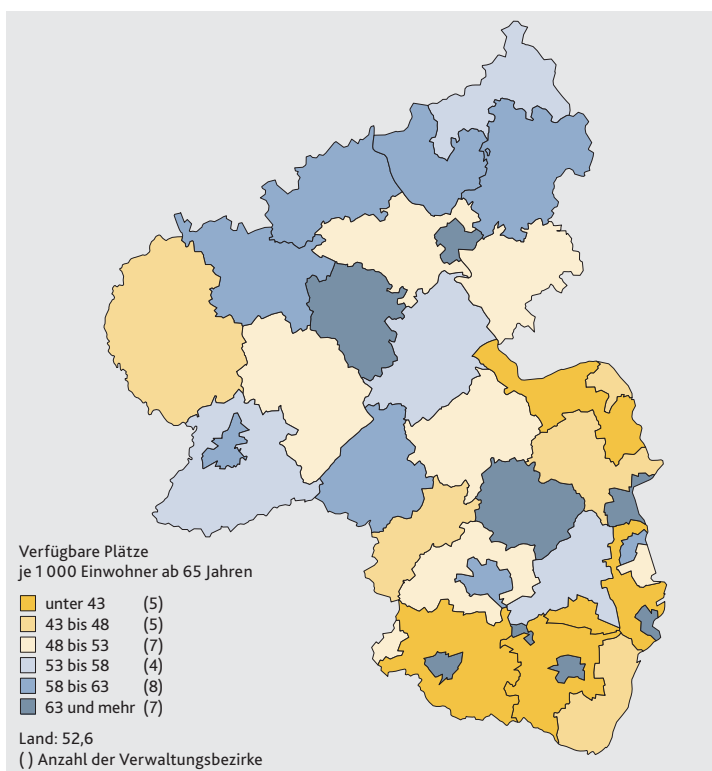 Verfügbare Plätze
je 1 000 Einwohner ab 65 Jahren
unter 43 (5)
43 bis 48 (5)
48 bis 53 (7)
53 bis 58 (4)
58 bis 63 (8)
63 und mehr (7)
Land: 52,6
( ) Anzahl der Verwaltungsbezirke